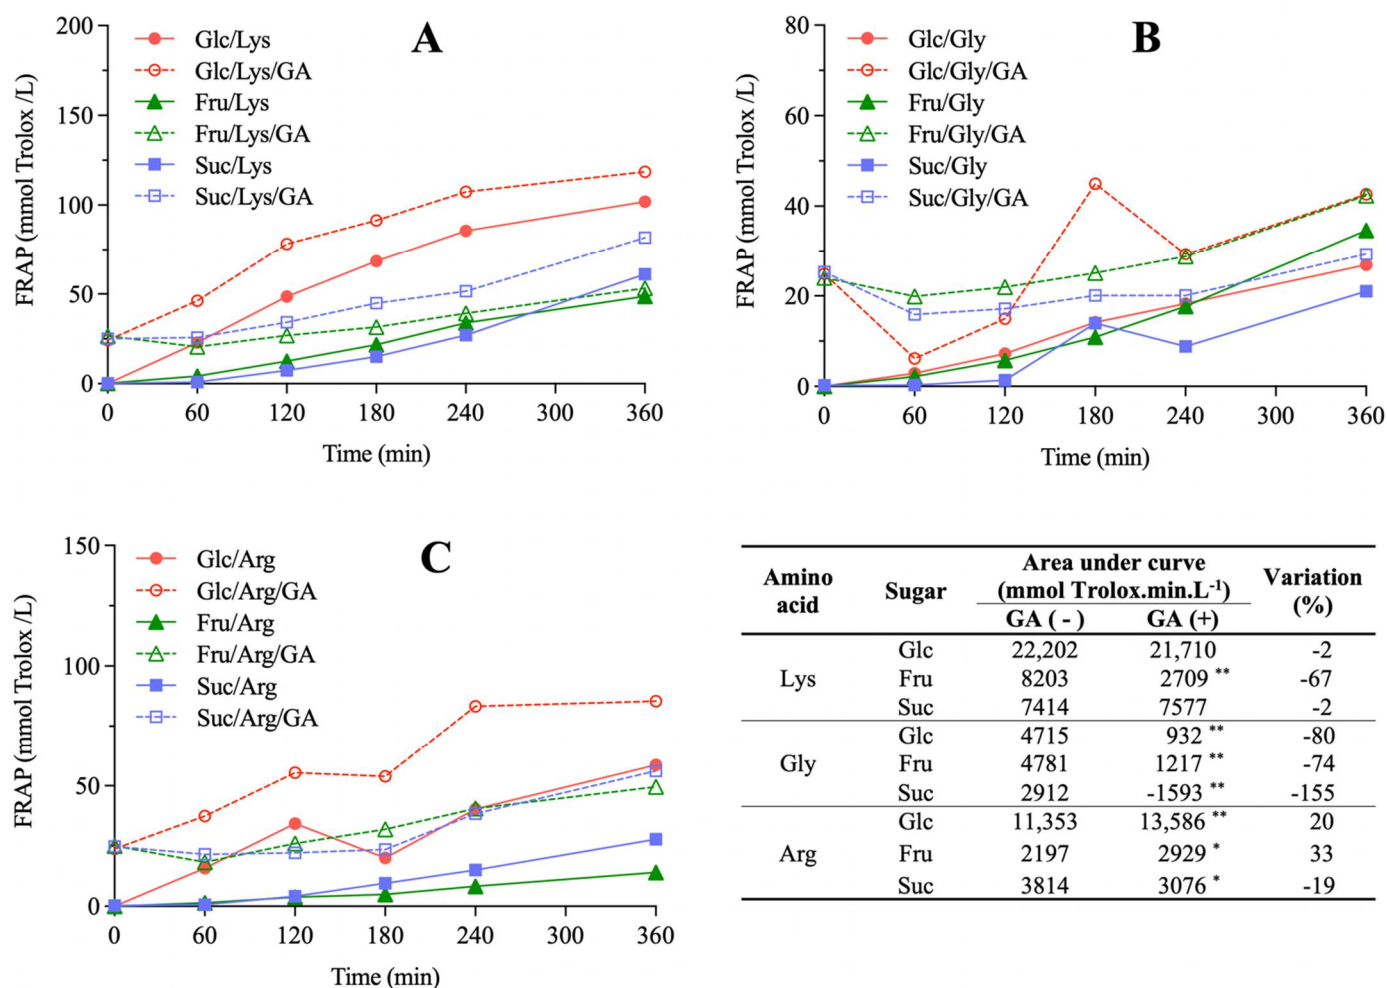 A
200
150
100
50
0
FRAP (mmol Trolox /L)
Glc/Lys
Glc/Lys/GA
Fru/Lys
Fru/Lys/GA
Suc/Lys
Suc/Lys/GA
0 60 120 180 240 300 360
Time (min)
B
80
60
40
20
0
FRAP (mmol Trolox /L)
Glc/Gly
Glc/Gly/GA
Fru/Gly
Fru/Gly/GA
Suc/Gly
Suc/Gly/GA
0 60 120 180 240 300 360
Time (min)
C
150
100
50
0
FRAP (mmol Trolox /L)
Glc/Arg
Glc/Arg/GA
Fru/Arg
Fru/Arg/GA
Suc/Arg
Suc/Arg/GA
0 60 120 180 240 300 360
Time (min)
Amino acid Sugar Area under curve (mmol Trolox.min.L-1) Variation (%)
GA ( - ) GA (+)
Lys Glc 22,202 21,710 -2
Fru 8203 2709 ** -67
Suc 7414 7577 -2
Gly Glc 4715 932 ** -80
Fru 4781 1217 ** -74
Suc 2912 -1593 ** -155
Arg Glc 11,353 13,586 ** 20
Fru 2197 2929 * 33
Suc 3814 3076 * -19